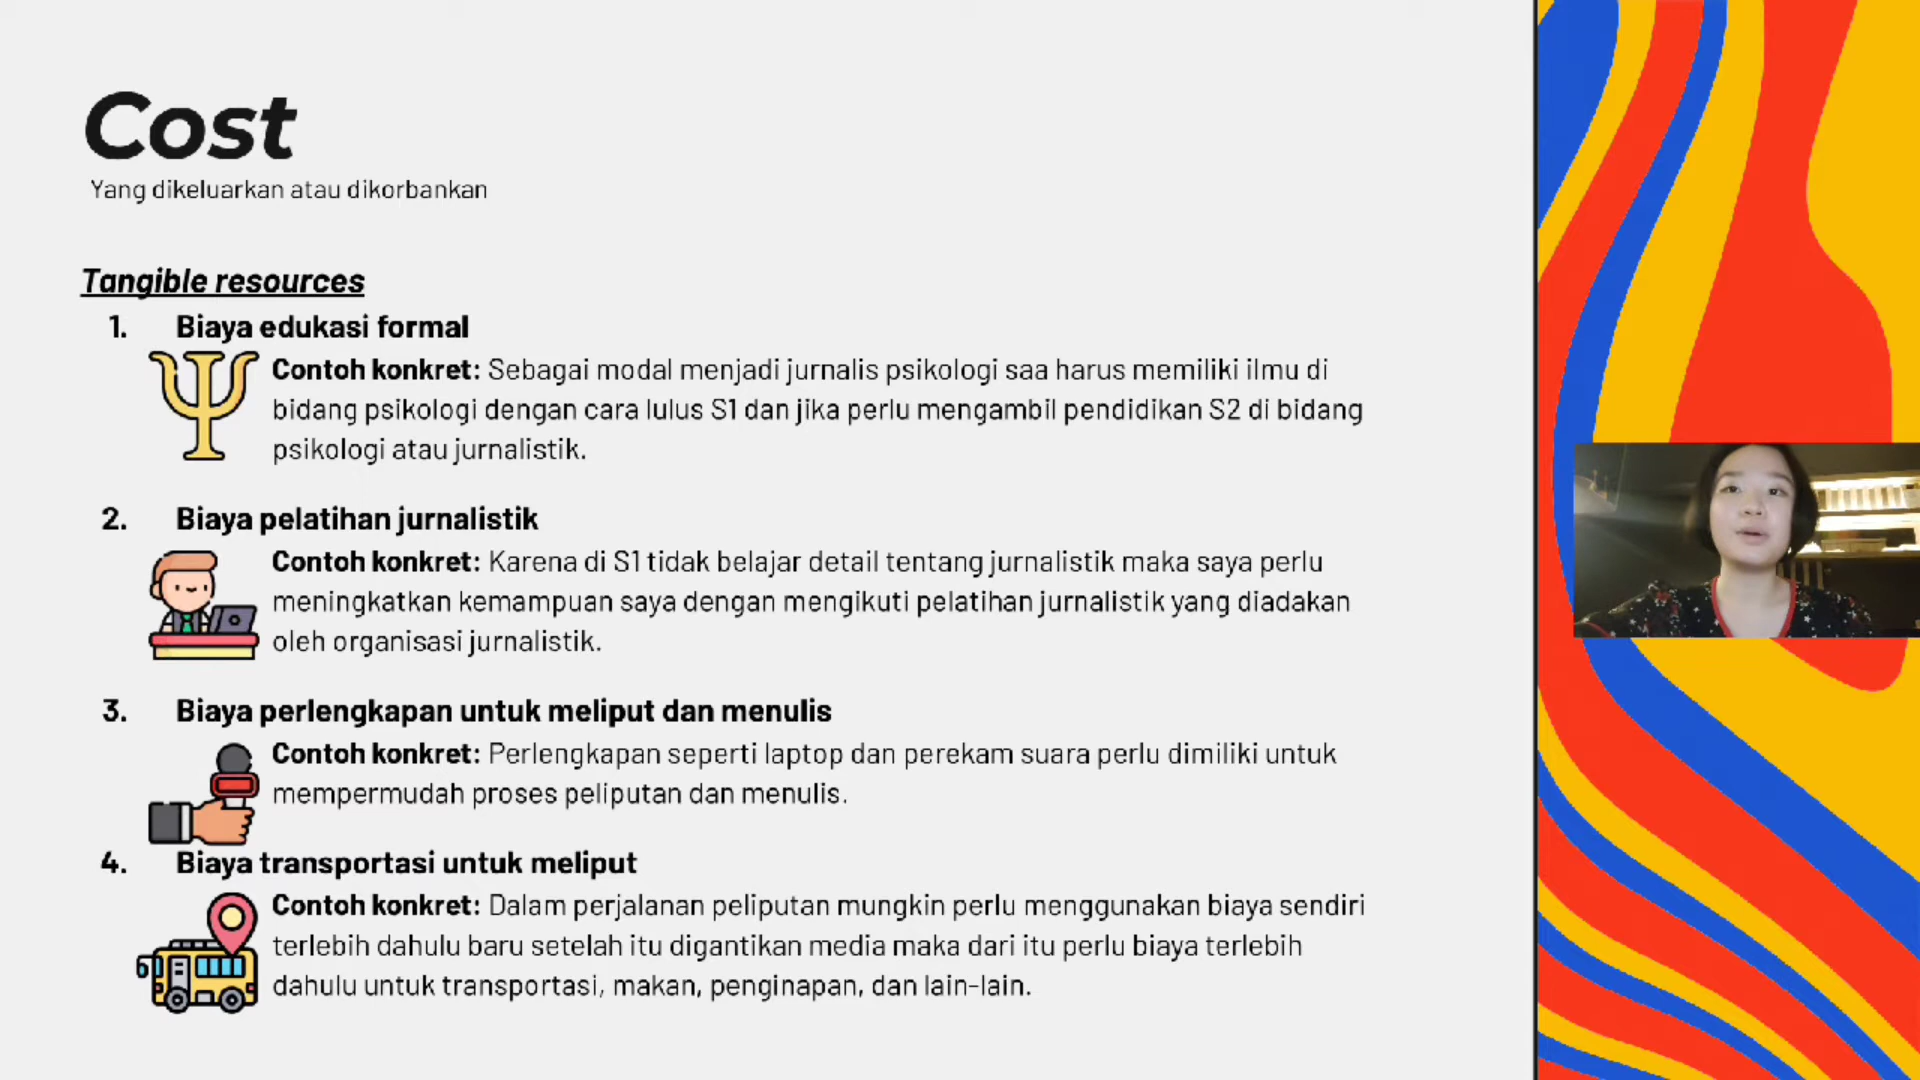 Cost
Yang dikeluarkan atau dikorbankan
Tangible resources
1. Biaya edukasi formal
Contoh konkret: Sebagai modal menjadi jurnalis psikologi saa harus memiliki ilmu di
bidang psikologi dengan cara lulus S1 dan jika perlu mengambil pendidikan S2 di bidang
psikologi atau jurnalistik.
2. Biaya pelatihan jurnalistik
Contoh konkret: Karena di S1 tidak belajar detail tentang jurnalistik maka saya perlu
meningkatkan kemampuan saya dengan mengikuti pelatihan jurnalistik yang diadakan
oleh organisasi jurnalistik.
3. Biaya perlengkapan untuk meliput dan menulis
Contoh konkret: Perlengkapan seperti laptop dan perekam suara perlu dimiliki untuk
mempermudah proses peliputan dan menulis.
4. Biaya transportasi untuk meliput
Contoh konkret: Dalam perjalanan peliputan mungkin perlu menggunakan biaya sendiri
terlebih dahulu baru setelah itu digantikan media maka dari itu perlu biaya terlebih
dahulu untuk transportasi, makan, penginapan, dan lain-lain.